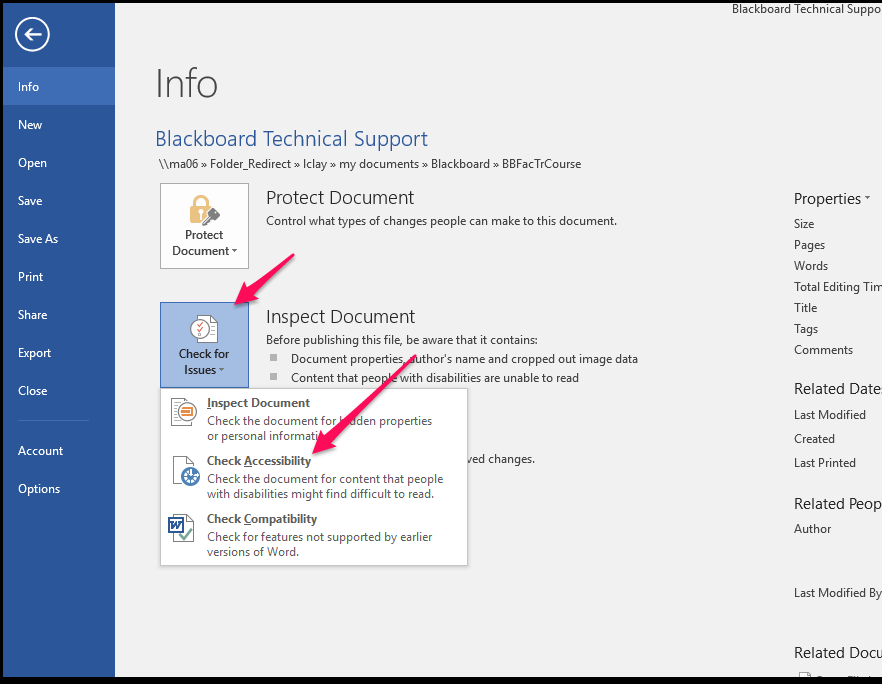 Blackboard Technical Suppo
Info
New
Open
Save
Save As
Print
Share
Export
Close
Account
Options
Info
Blackboard Technical Support
\\ma06 » Folder_Redirect » lclay » my documents » Blackboard » BBFacTrCourse
Protect
Document
Protect Document
Control what types of changes people can make to this document.
Check for
Issues
Inspect Document
Before publishing this file, be aware that it contains:
Document properties, author's name and cropped out image data
Content that people with disabilities are unable to read
Inspect Document
Check the document for hidden properties
or personal informati
Check Accessibility
Check the document for content that people
with disabilities might find difficult to read.
Check Compatibility
Check for features not supported by earlier
versions of Word.
ved changes.
Properties
Size
Pages
Words
Total Editing Tim
Title
Tags
Comments
Related Dates
Last Modified
Created
Last Printed
Related Peop
Author
Last Modified By
Related Docu